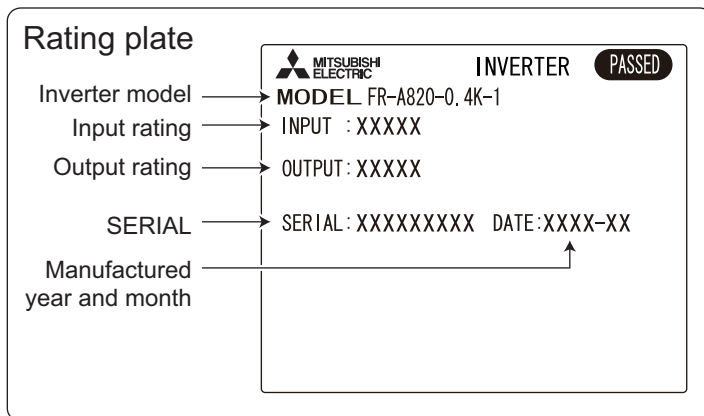 Rating plate
MITSUBISHI
ELECTRIC
INVERTER
PASSED
Inverter model
MODEL FR-A820-0.4K-1
Input rating
INPUT :XXXXX
Output rating
OUTPUT:XXXXX
SERIAL
SERIAL:XXXXXXXXX DATE:XXXX-XX
Manufactured
year and month